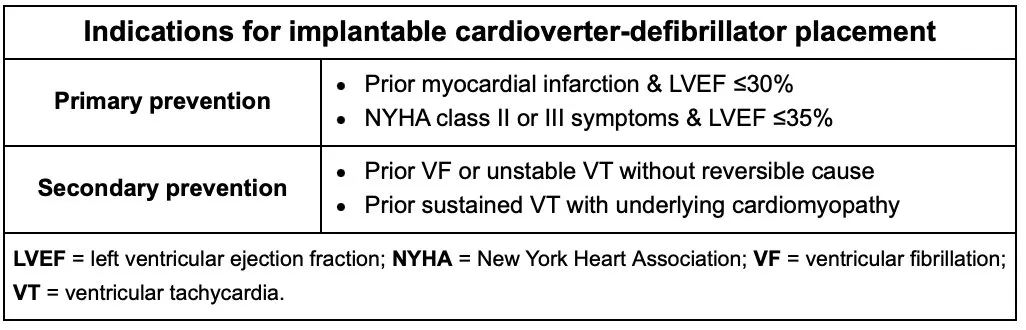 Indications for implantable cardioverter-defibrillator placement
Primary prevention
• Prior myocardial infarction & LVEF ≤30%
• NYHA class II or III symptoms & LVEF ≤35%
Secondary prevention
• Prior VF or unstable VT without reversible cause
• Prior sustained VT with underlying cardiomyopathy
LVEF = left ventricular ejection fraction; NYHA = New York Heart Association; VF = ventricular fibrillation;
VT = ventricular tachycardia.